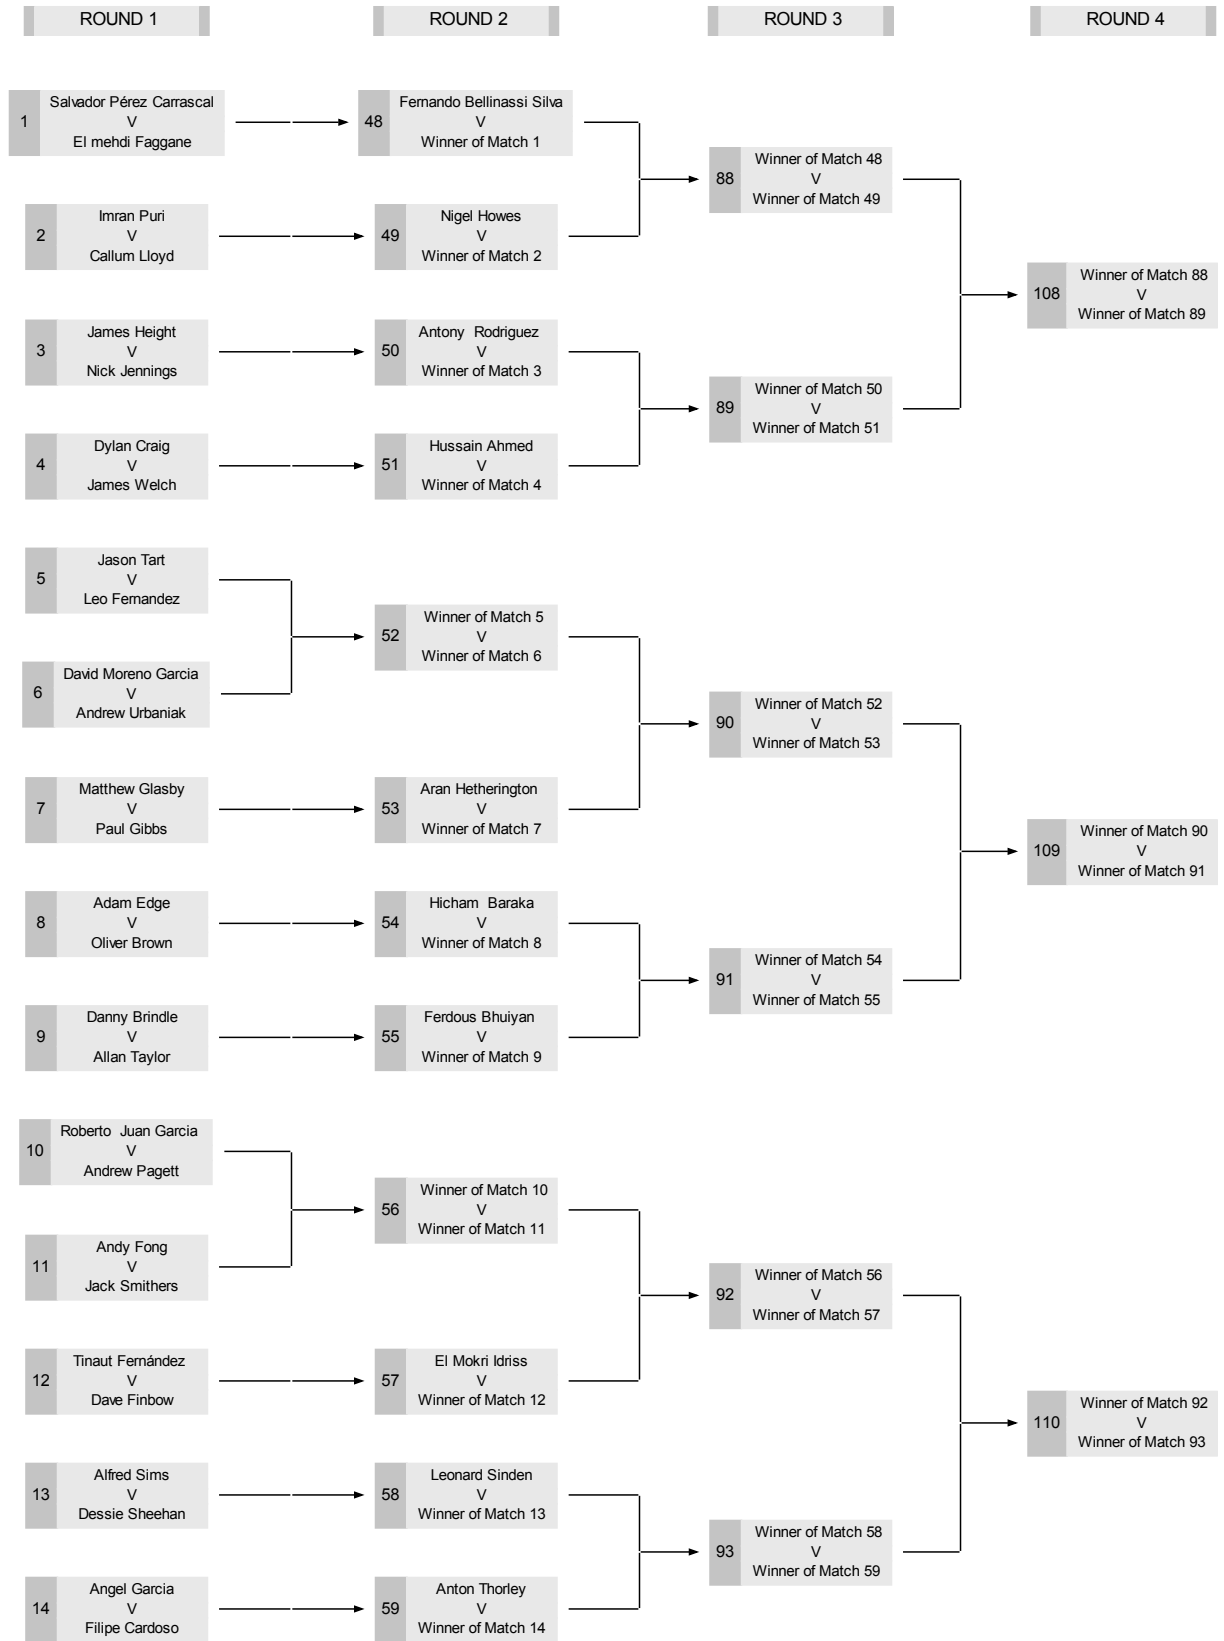 ROUND 1
ROUND 2
ROUND 3
ROUND 4
1
Salvador Pérez Carrascal
V
El mehdi Faggane
2
Imran Puri
V
Callum Lloyd
3
James Height
V
Nick Jennings
4
Dylan Craig
V
James Welch
5
Jason Tart
V
Leo Fernandez
6
David Moreno Garcia
V
Andrew Urbaniak
7
Matthew Glasby
V
Paul Gibbs
8
Adam Edge
V
Oliver Brown
9
Danny Brindle
V
Allan Taylor
10
Roberto Juan Garcia
V
Andrew Pagett
11
Andy Fong
V
Jack Smithers
12
Tinaut Fernández
V
Dave Finbow
13
Alfred Sims
V
Dessie Sheehan
14
Angel Garcia
V
Filipe Cardoso
48
Fernando Bellinassi Silva
V
Winner of Match 1
49
Nigel Howes
V
Winner of Match 2
50
Antony Rodriguez
V
Winner of Match 3
51
Hussain Ahmed
V
Winner of Match 4
52
Winner of Match 5
V
Winner of Match 6
53
Aran Hetherington
V
Winner of Match 7
54
Hicham Baraka
V
Winner of Match 8
55
Ferdous Bhuiyan
V
Winner of Match 9
56
Winner of Match 10
V
Winner of Match 11
57
El Mokri Idriss
V
Winner of Match 12
58
Leonard Sinden
V
Winner of Match 13
59
Anton Thorley
V
Winner of Match 14
88
Winner of Match 48
V
Winner of Match 49
89
Winner of Match 50
V
Winner of Match 51
90
Winner of Match 52
V
Winner of Match 53
91
Winner of Match 54
V
Winner of Match 55
92
Winner of Match 56
V
Winner of Match 57
93
Winner of Match 58
V
Winner of Match 59
108
Winner of Match 88
V
Winner of Match 89
109
Winner of Match 90
V
Winner of Match 91
110
Winner of Match 92
V
Winner of Match 93